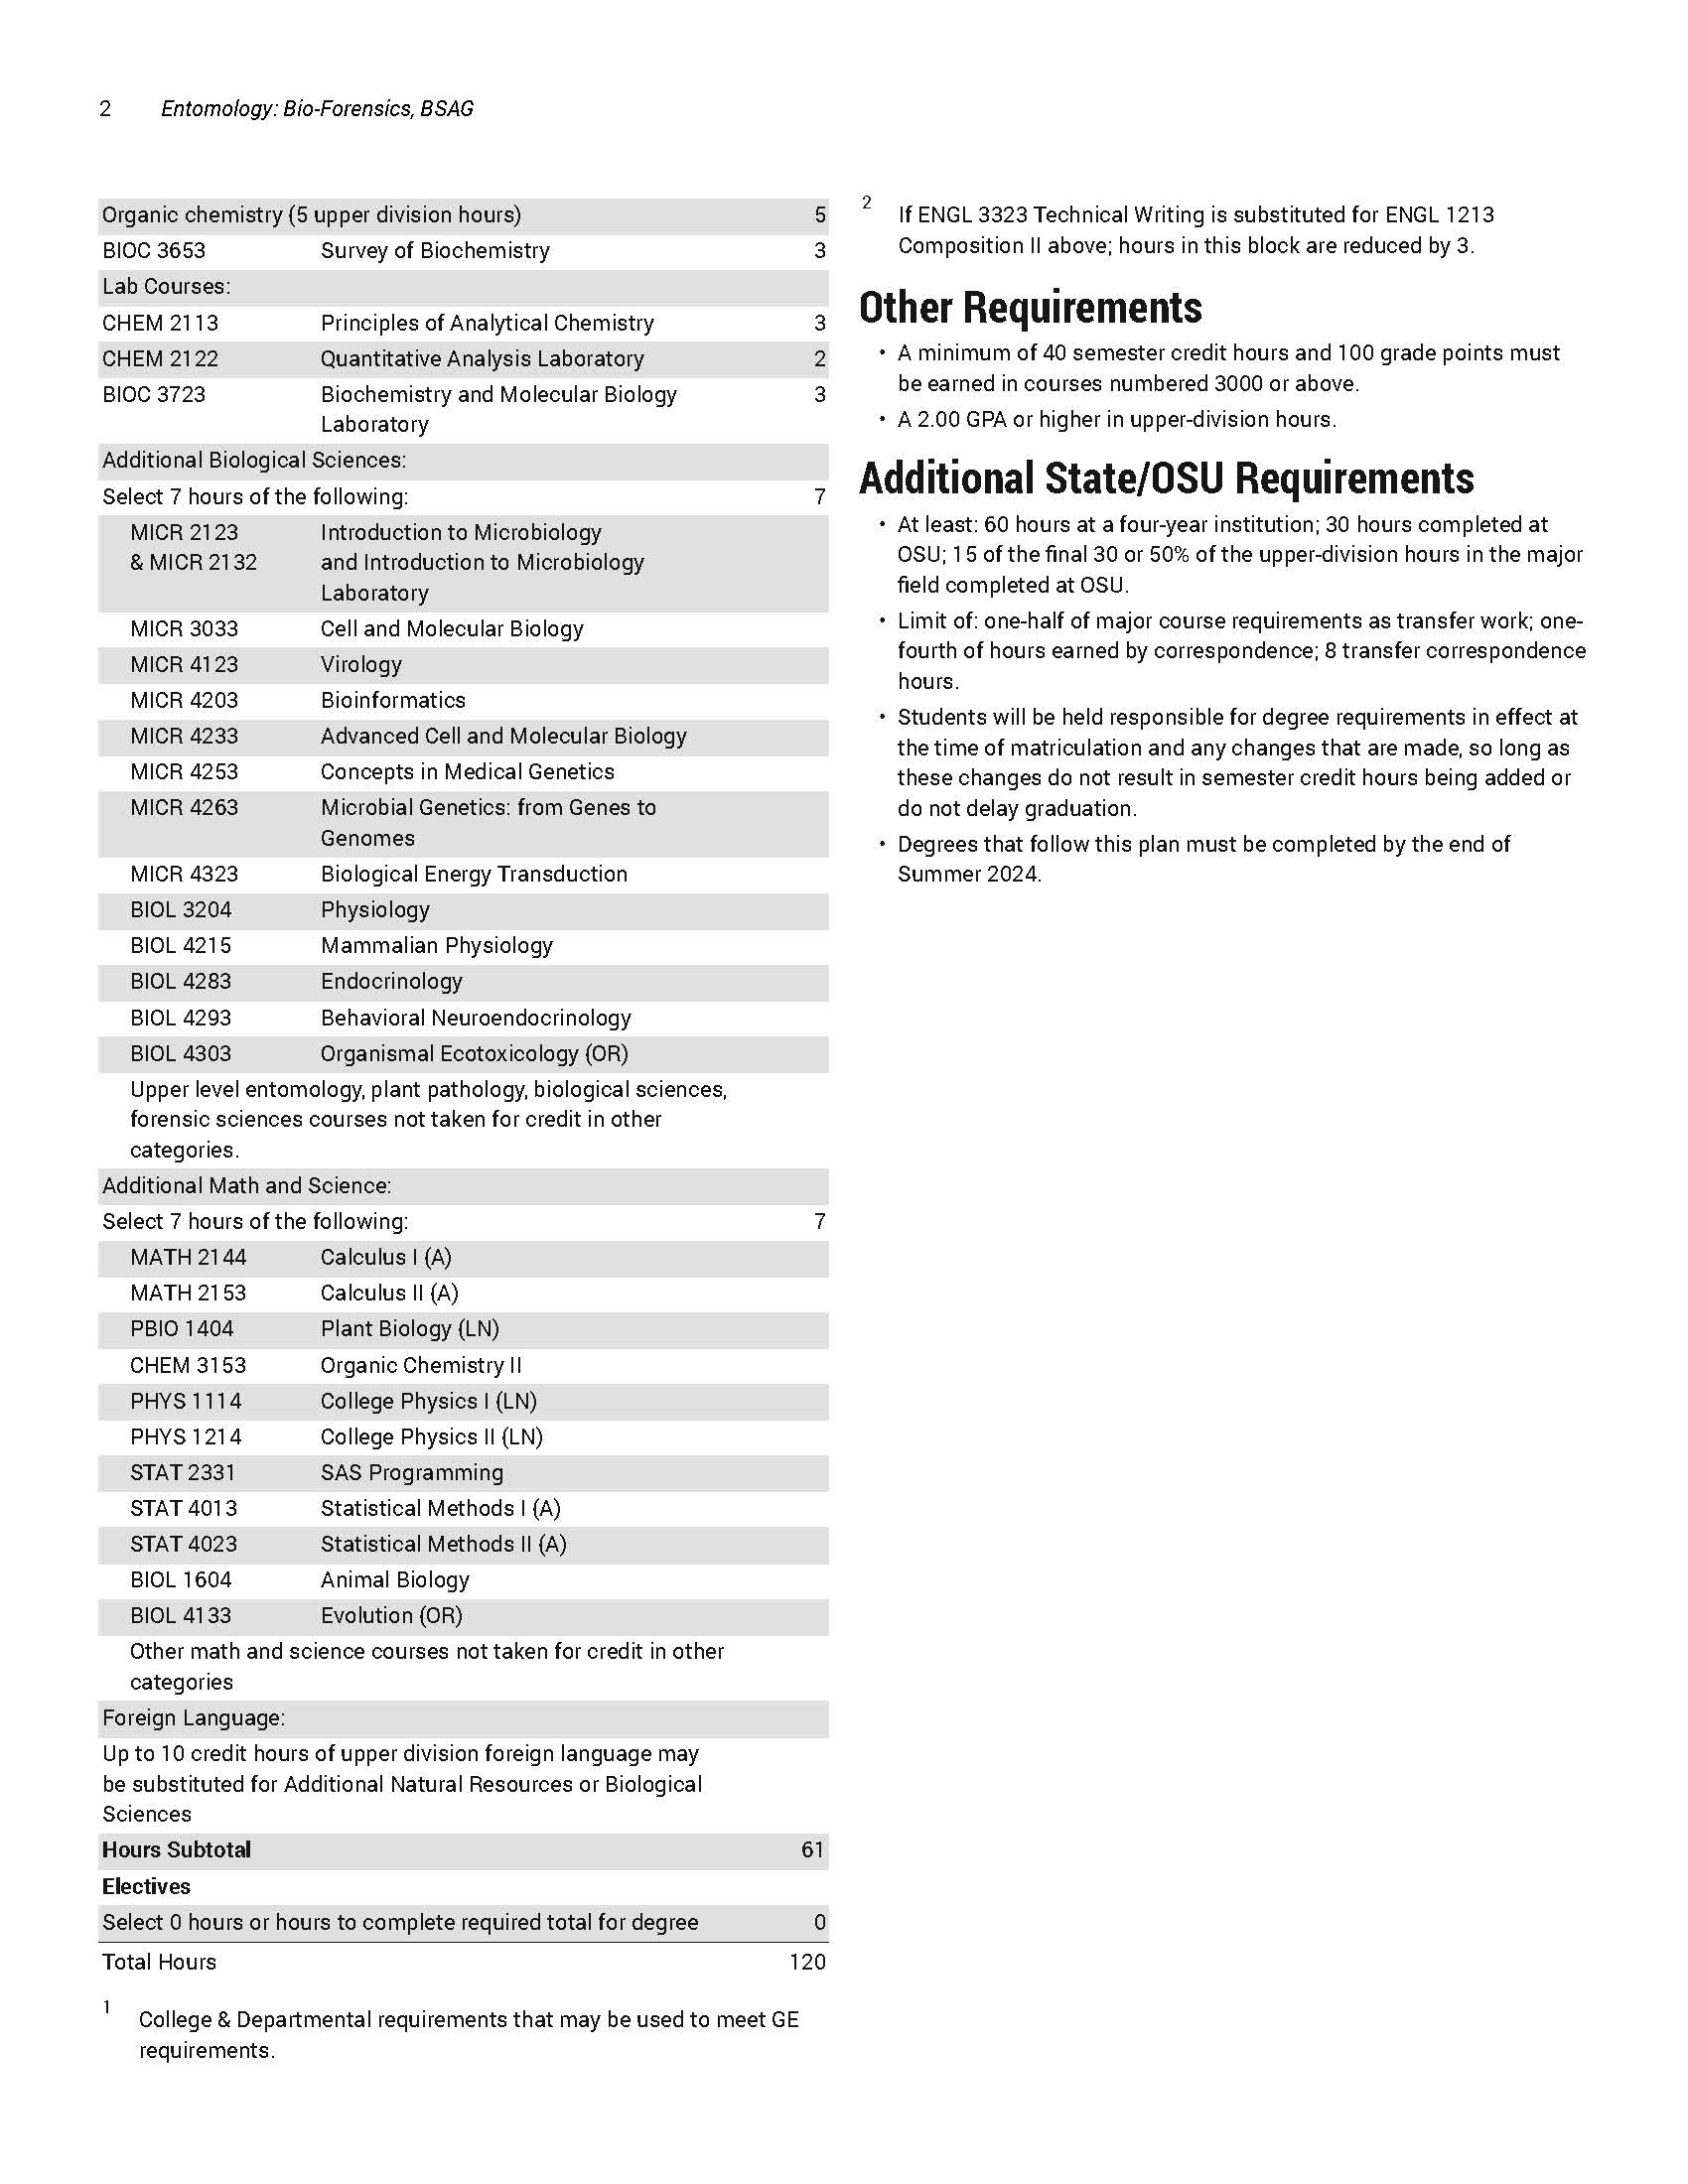 2 Entomology: Bio-Forensics, BSAG
Organic chemistry (5 upper division hours) 5
BIOC 3653 Survey of Biochemistry 3
Lab Courses:
CHEM 2113 Principles of Analytical Chemistry 3
CHEM 2122 Quantitative Analysis Laboratory 2
BIOC 3723 Biochemistry and Molecular Biology 3
Laboratory
Additional Biological Sciences:
Select 7 hours of the following: 7
MICR 2123 Introduction to Microbiology
& MICR 2132 and Introduction to Microbiology
Laboratory
MICR 3033 Cell and Molecular Biology
MICR 4123 Virology
MICR 4203 Bioinformatics
MICR 4233 Advanced Cell and Molecular Biology
MICR 4253 Concepts in Medical Genetics
MICR 4263 Microbial Genetics: from Genes to
Genomes
MICR 4323 Biological Energy Transduction
BIOL 3204 Physiology
BIOL 4215 Mammalian Physiology
BIOL 4283 Endocrinology
BIOL 4293 Behavioral Neuroendocrinology
BIOL 4303 Organismal Ecotoxicology (OR)
Upper level entomology, plant pathology, biological sciences,
forensic sciences courses not taken for credit in other
categories.
Additional Math and Science:
Select 7 hours of the following: 7
MATH 2144 Calculus I (A)
MATH 2153 Calculus II (A)
PBIO 1404 Plant Biology (LN)
CHEM 3153 Organic Chemistry II
PHYS 1114 College Physics I (LN)
PHYS 1214 College Physics II (LN)
STAT 2331 SAS Programming
STAT 4013 Statistical Methods I (A)
STAT 4023 Statistical Methods II (A)
BIOL 1604 Animal Biology
BIOL 4133 Evolution (OR)
Other math and science courses not taken for credit in other
categories
Foreign Language:
Up to 10 credit hours of upper division foreign language may
be substituted for Additional Natural Resources or Biological
Sciences
Hours Subtotal 61
Electives
Select 0 hours or hours to complete required total for degree 0
Total Hours 120
1 College & Departmental requirements that may be used to meet GE
requirements.
2 If ENGL 3323 Technical Writing is substituted for ENGL 1213
Composition II above; hours in this block are reduced by 3.
Other Requirements
• A minimum of 40 semester credit hours and 100 grade points must
be earned in courses numbered 3000 or above.
• A 2.00 GPA or higher in upper-division hours.
Additional State/OSU Requirements
• At least: 60 hours at a four-year institution; 30 hours completed at
OSU; 15 of the final 30 or 50% of the upper-division hours in the major
field completed at OSU.
• Limit of: one-half of major course requirements as transfer work; one-
fourth of hours earned by correspondence; 8 transfer correspondence
hours.
• Students will be held responsible for degree requirements in effect at
the time of matriculation and any changes that are made, so long as
these changes do not result in semester credit hours being added or
do not delay graduation.
• Degrees that follow this plan must be completed by the end of
Summer 2024.